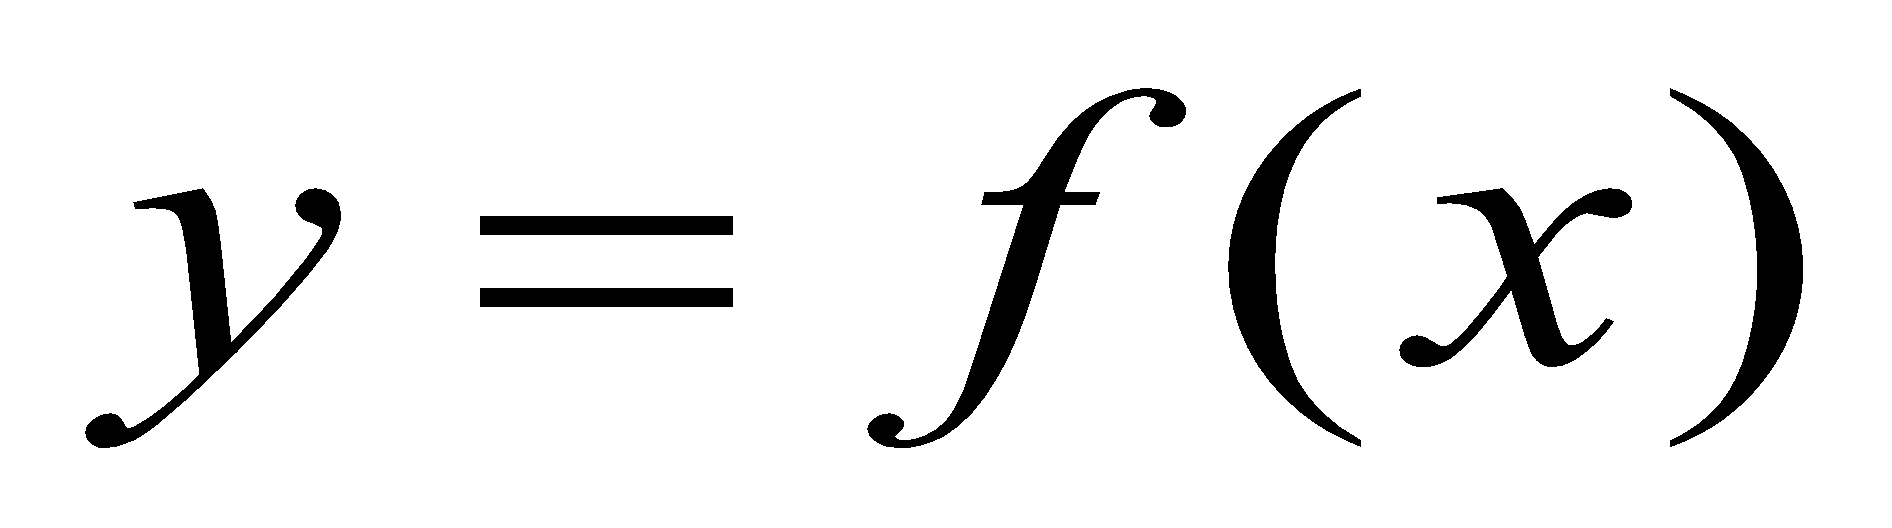 y = f(x)